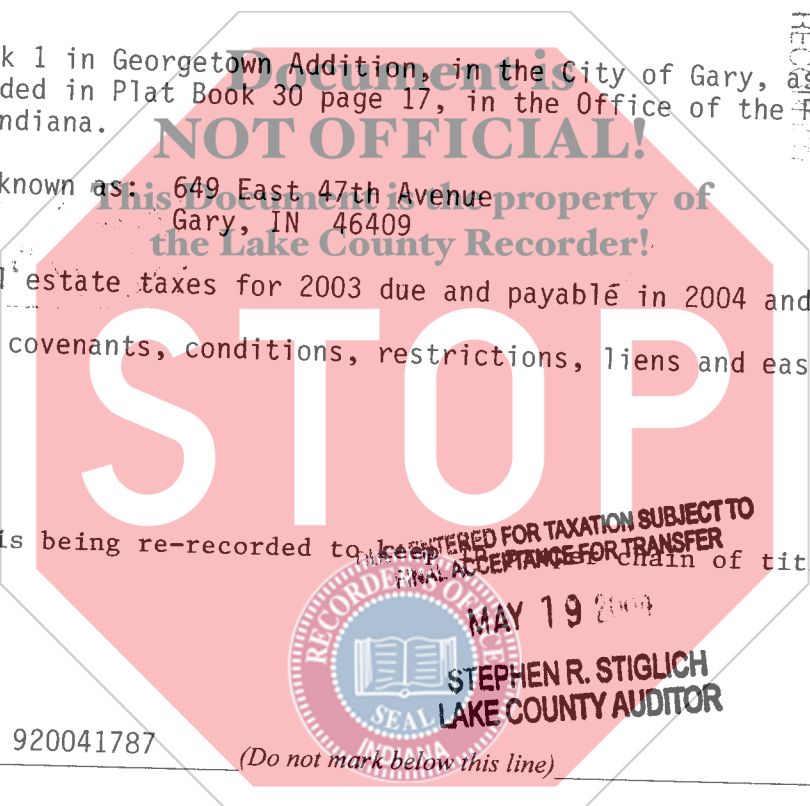 k 1 in Georgetown Addition, in the City of Gary, as
ded in Plat Book 30 page 17, in the Office of the R
ndiana.
Document is
NOT OFFICIAL!
This Document is the property of
the Lake County Recorder!
known as: 649 East 47th Avenue
Gary, IN 46409
l estate taxes for 2003 due and payable in 2004 and
covenants, conditions, restrictions, liens and eas
STOP
is being re-recorded to keep in proper chain of tit
ENTERED FOR TAXATION SUBJECT TO
FINAL ACCEPTANCE FOR TRANSFER
MAY 19
STEPHEN R. STIGLICH
LAKE COUNTY AUDITOR
RECORDER'S OFFICE
SEAL
INDIANA
920041787
(Do not mark below this line)